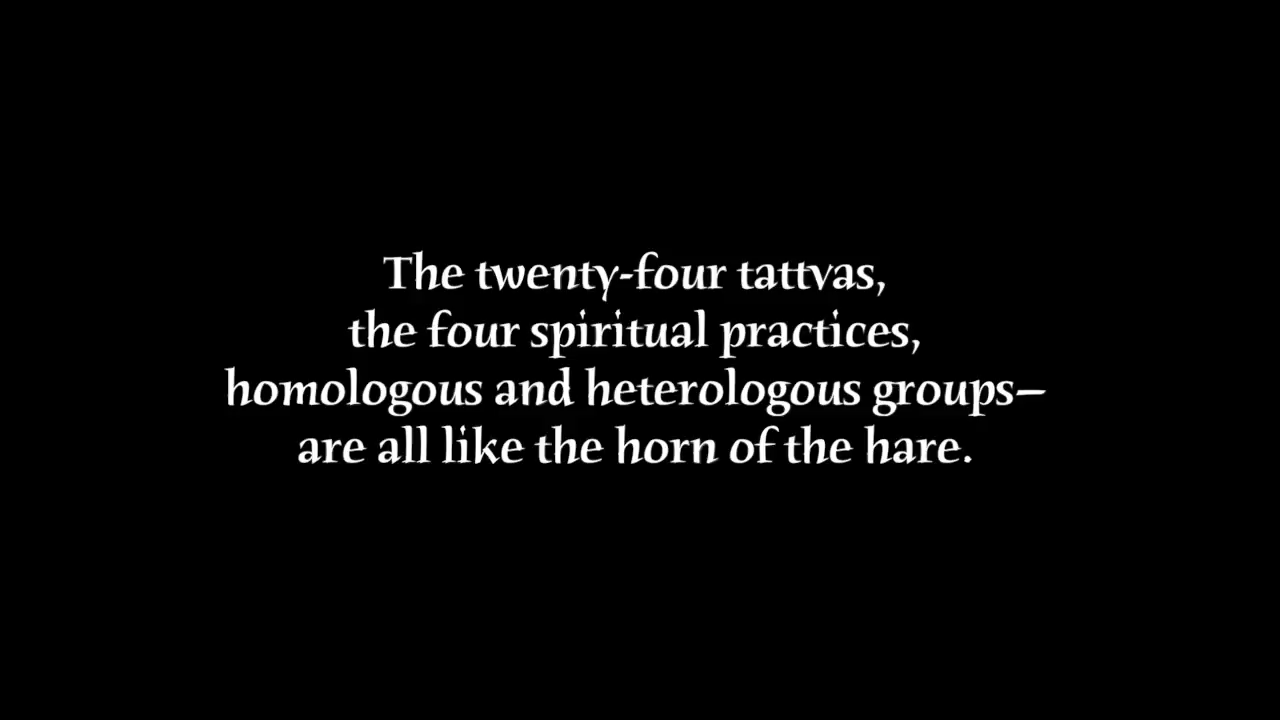 The twenty-four tattvas,
the four spiritual practices,
homologous and heterologous groups—
are all like the horn of the hare.